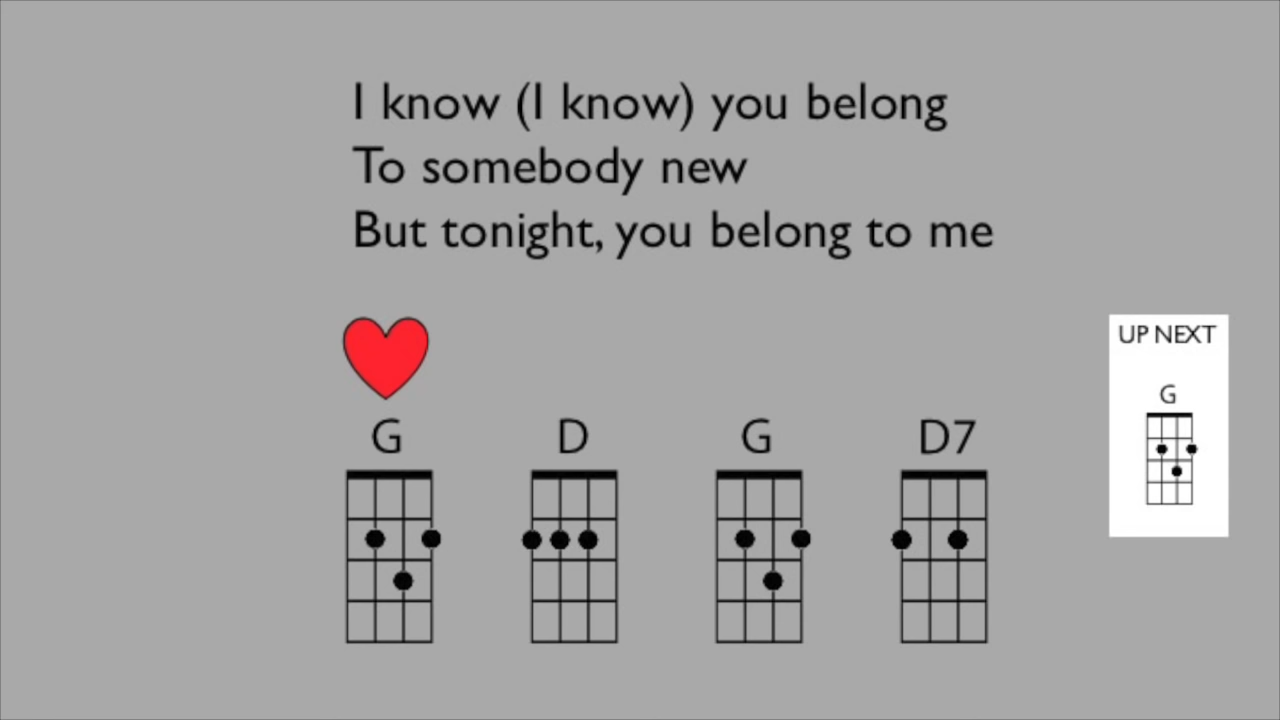 I know (I know) you belong
To somebody new
But tonight, you belong to me
UP NEXT
G
G D G D7